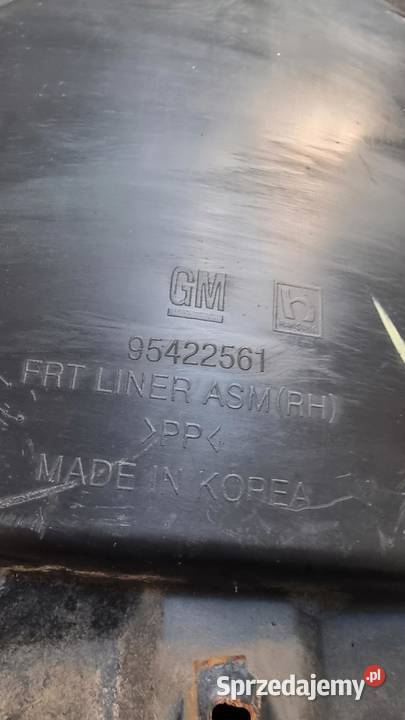 GM
95422561
FRT LINER ASM(RH)
>PP<
MADE IN KOREA
Sprzedajemy.pl